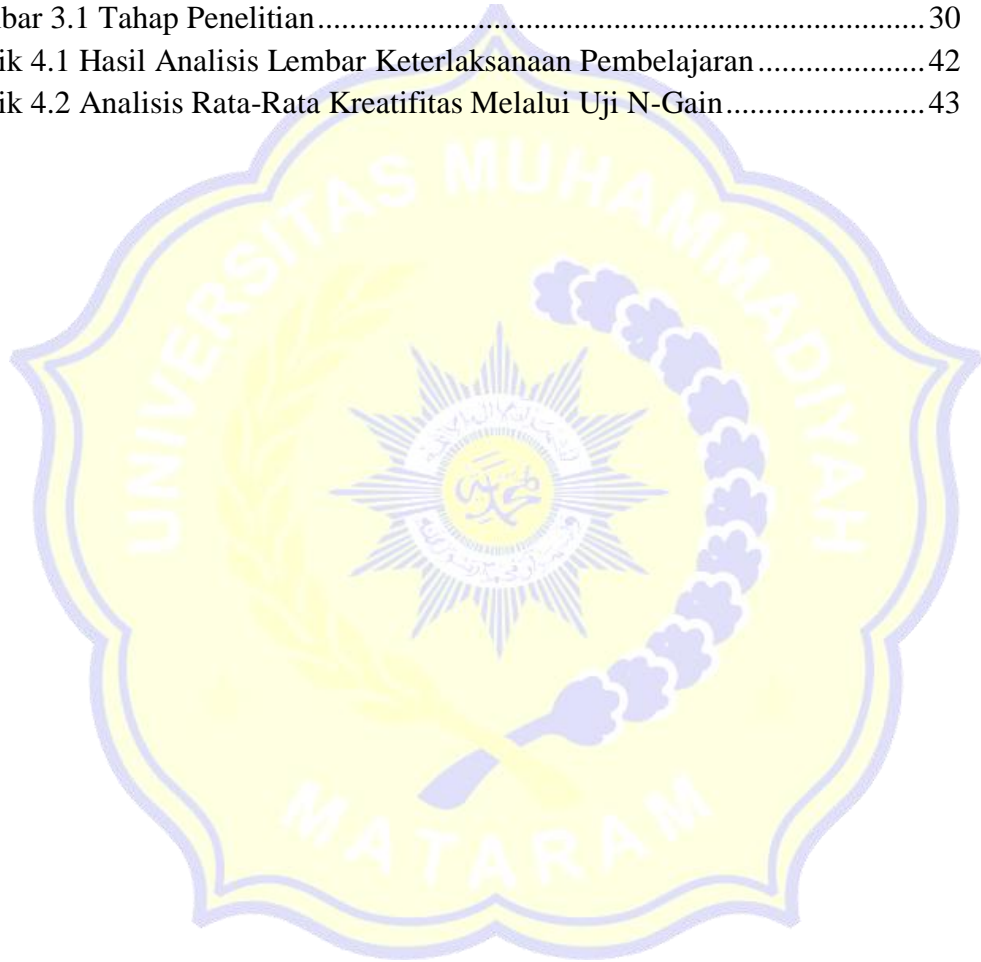 bar 3.1 Tahap Penelitian.......................................................................................30
ik 4.1 Hasil Analisis Lembar Keterlaksanaan Pembelajaran.....................42
ik 4.2 Analisis Rata-Rata Kreatifitas Melalui Uji N-Gain.........................43
UNIVERSITAS MUHAMMADIYAH
MATARAM